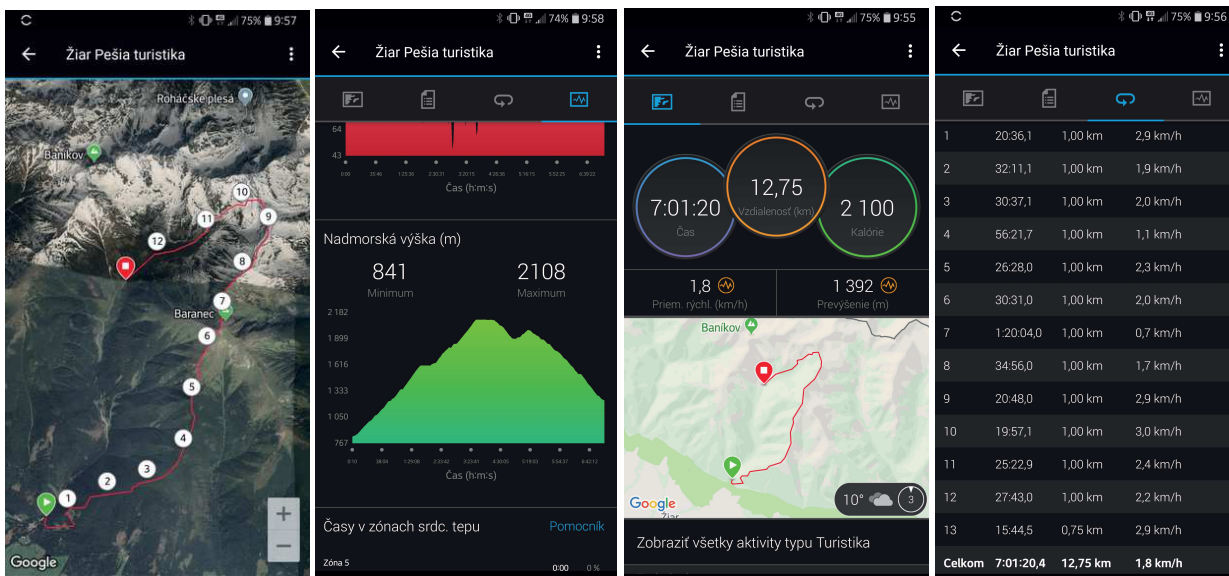 75% 9:57
Žiar Pešia turistika
Roháčske plesá
Baníkov
10
9
11
12
8
7
Baranec
6
5
4
3
2
1
+
−
Google
74% 9:58
Žiar Pešia turistika
64
43
Čas (h:m:s)
Nadmorská výška (m)
841 2108
Minimum Maximum
2 182
1 899
1 616
1 333
1 050
767
Čas (h:m:s)
Časy v zónach srdc. tepu Pomocník
Zóna 5 0:00 0 %
75% 9:55
Žiar Pešia turistika
7:01:20 12,75 2 100
Čas Vzdialenosť (km) Kalórie
1,8 1 392
Priem. rýchl. (km/h) Prevýšenie (m)
Baníkov
Google
Žiar
10° 3
Zobraziť všetky aktivity typu Turistika
75% 9:56
Žiar Pešia turistika
1 20:36,1 1,00 km 2,9 km/h
2 32:11,1 1,00 km 1,9 km/h
3 30:37,1 1,00 km 2,0 km/h
4 56:21,7 1,00 km 1,1 km/h
5 26:28,0 1,00 km 2,3 km/h
6 30:31,0 1,00 km 2,0 km/h
7 1:20:04,0 1,00 km 0,7 km/h
8 34:56,0 1,00 km 1,7 km/h
9 20:48,0 1,00 km 2,9 km/h
10 19:57,1 1,00 km 3,0 km/h
11 25:22,9 1,00 km 2,4 km/h
12 27:43,0 1,00 km 2,2 km/h
13 15:44,5 0,75 km 2,9 km/h
Celkom 7:01:20,4 12,75 km 1,8 km/h